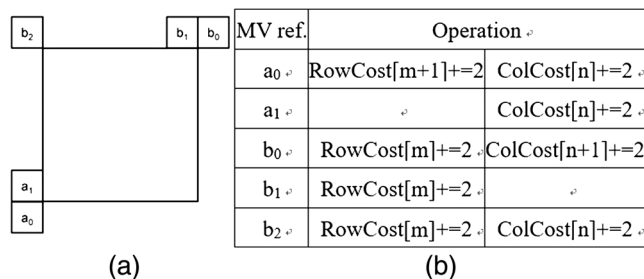 b2 b1 b0
a1
a0
(a)
MV ref. Operation
a0 RowCost[m+1]+=2 ColCost[n]+=2
a1 ColCost[n]+=2
b0 RowCost[m]+=2 ColCost[n+1]+=2
b1 RowCost[m]+=2
b2 RowCost[m]+=2 ColCost[n]+=2
(b)